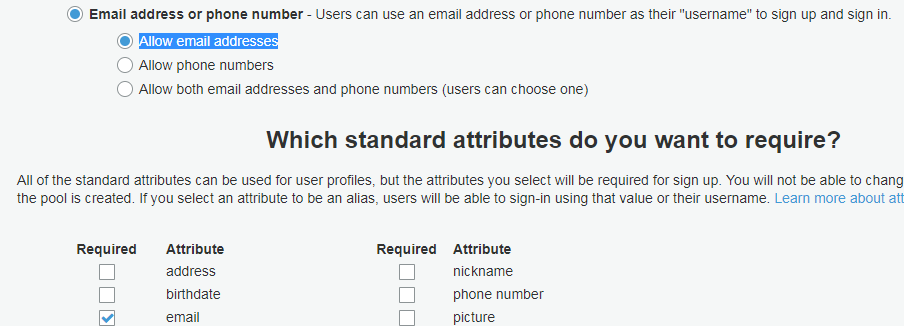 Email address or phone number - Users can use an email address or phone number as their "username" to sign up and sign in.
Allow email addresses
Allow phone numbers
Allow both email addresses and phone numbers (users can choose one)
Which standard attributes do you want to require?
All of the standard attributes can be used for user profiles, but the attributes you select will be required for sign up. You will not be able to chang
the pool is created. If you select an attribute to be an alias, users will be able to sign-in using that value or their username. Learn more about att
Required Attribute Required Attribute
address nickname
birthdate phone number
email picture